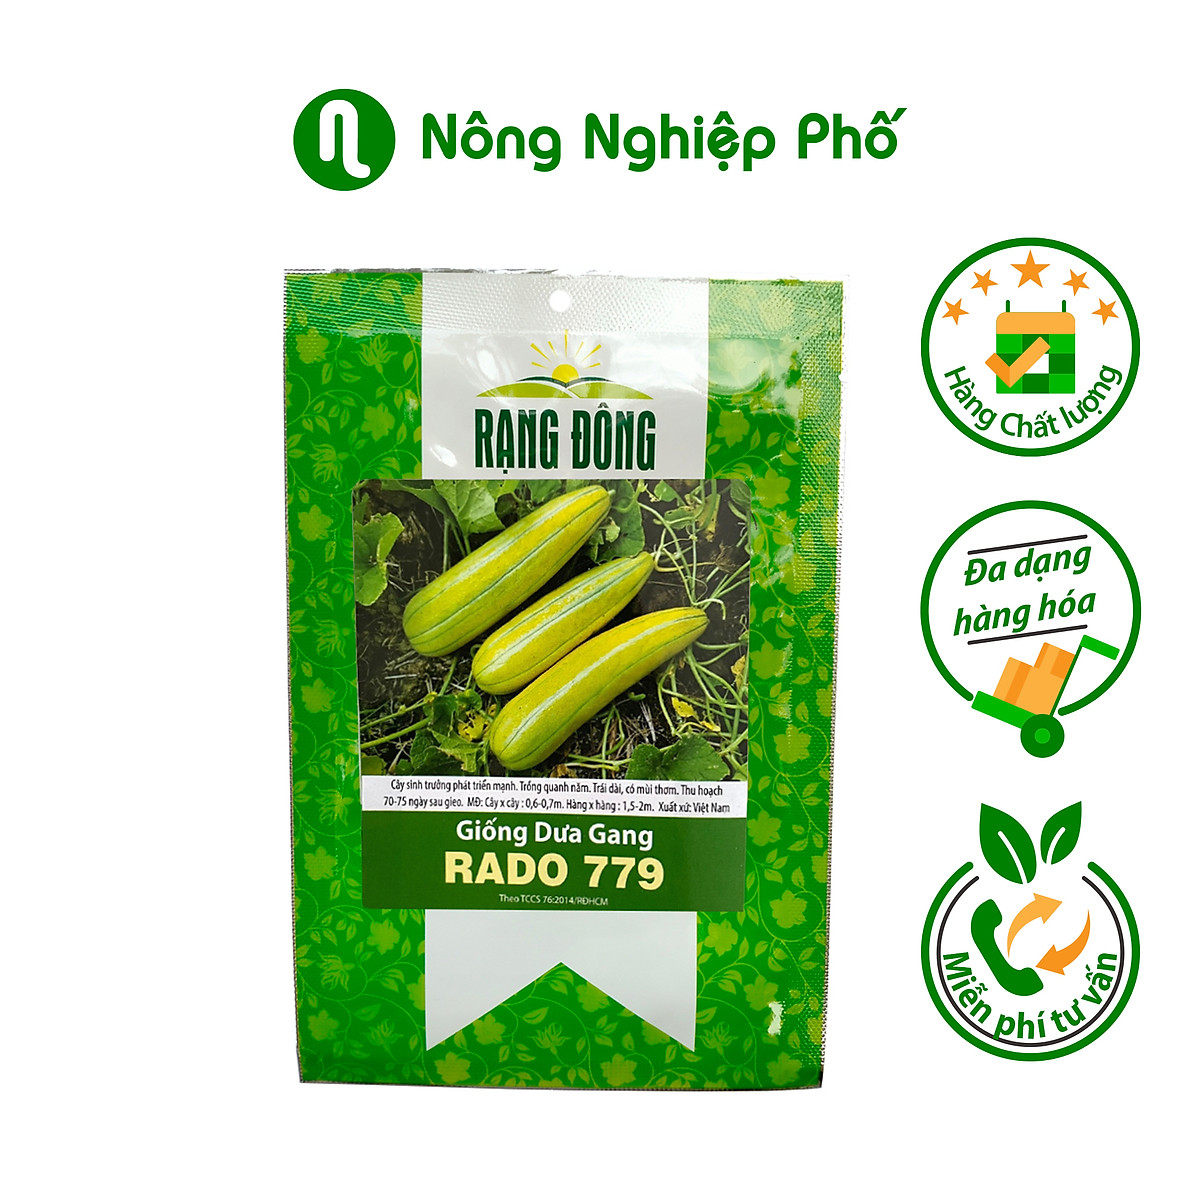 Nông Nghiệp Phố
RẠNG ĐÔNG
Cây sinh trưởng phát triển mạnh. Trồng quanh năm. Trái dài, có mùi thơm. Thu hoạch
70-75 ngày sau gieo. MĐ: Cây x cây : 0,6-0,7m. Hàng x hàng : 1,5-2m. Xuất xứ: Việt Nam
Giống Dưa Gang
RADO 779
Theo TCCS 76:2014/RĐHCM
Hàng Chất lượng
Đa dạng
hàng hóa
Miễn phí tư vấn